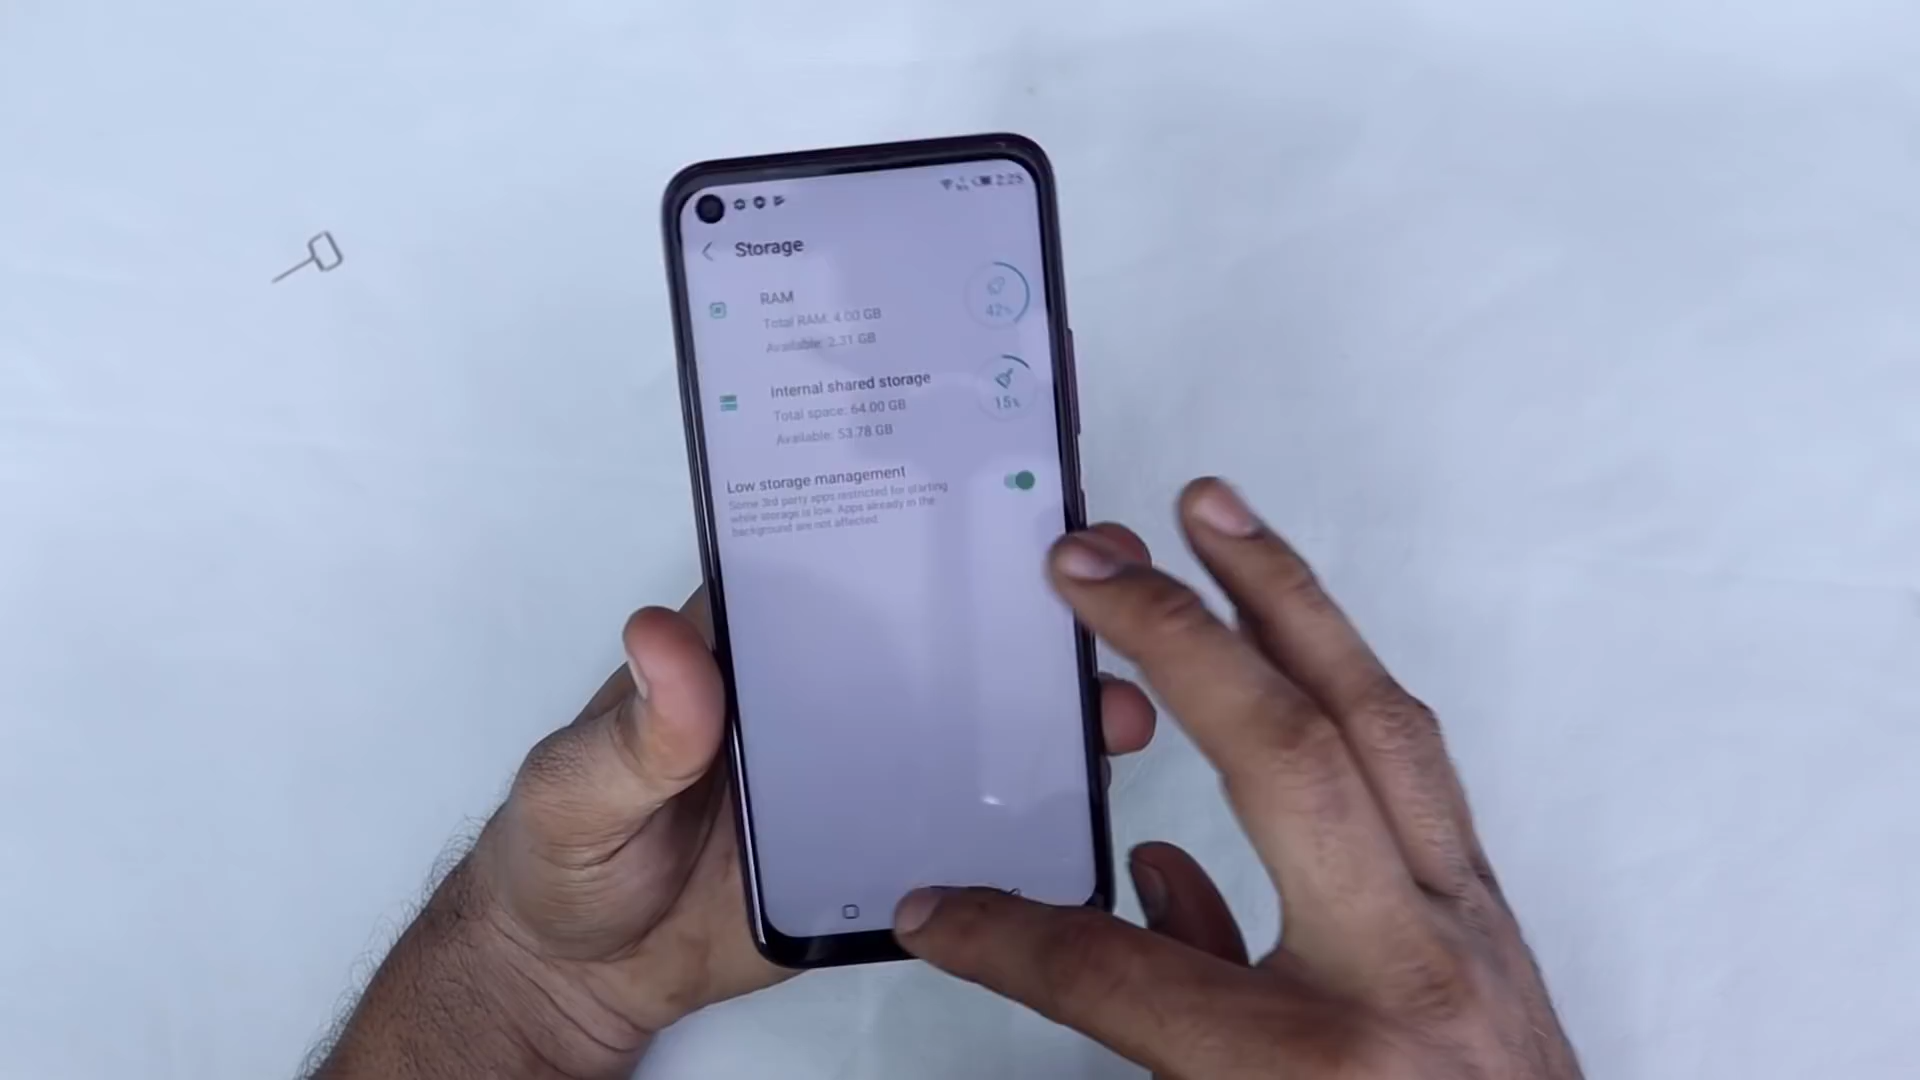 2:25
Storage
RAM
Total RAM: 4.00 GB
Available: 2.31 GB
42%
Internal shared storage
Total space: 64.00 GB
Available: 53.78 GB
15%
Low storage management
Some 3rd party apps restricted for starting
while storage is low. Apps already in the
background are not affected.